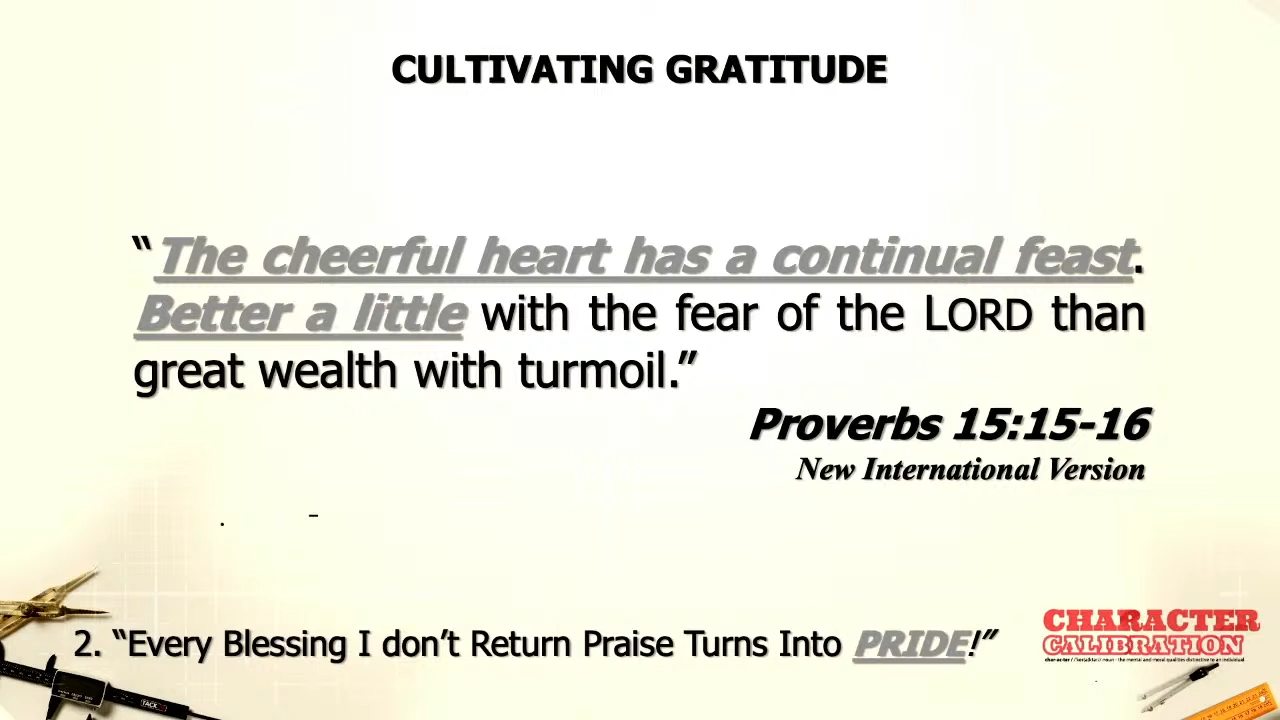 CULTIVATING GRATITUDE
“The cheerful heart has a continual feast.
Better a little with the fear of the LORD than
great wealth with turmoil.”
Proverbs 15:15-16
New International Version
. -
2. “Every Blessing I don’t Return Praise Turns Into PRIDE!”
CHARACTER
CALIBRATION